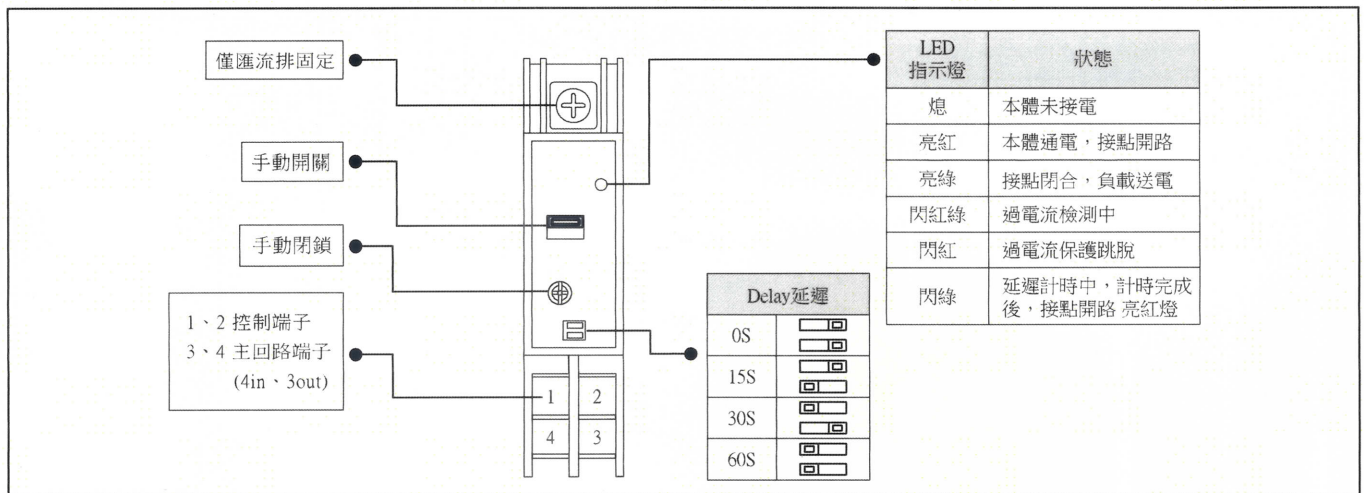 僅匯流排固定
手動開關
手動閉鎖
1、2 控制端子
3、4 主回路端子
(4in、3out)
1 2
4 3
LED
指示燈 狀態
熄 本體未接電
亮紅 本體通電，接點開路
亮綠 接點閉合，負載送電
閃紅綠 過電流檢測中
閃紅 過電流保護跳脫
閃綠 延遲計時中，計時完成
後，接點開路 亮紅燈
Delay延遲
0S
15S
30S
60S